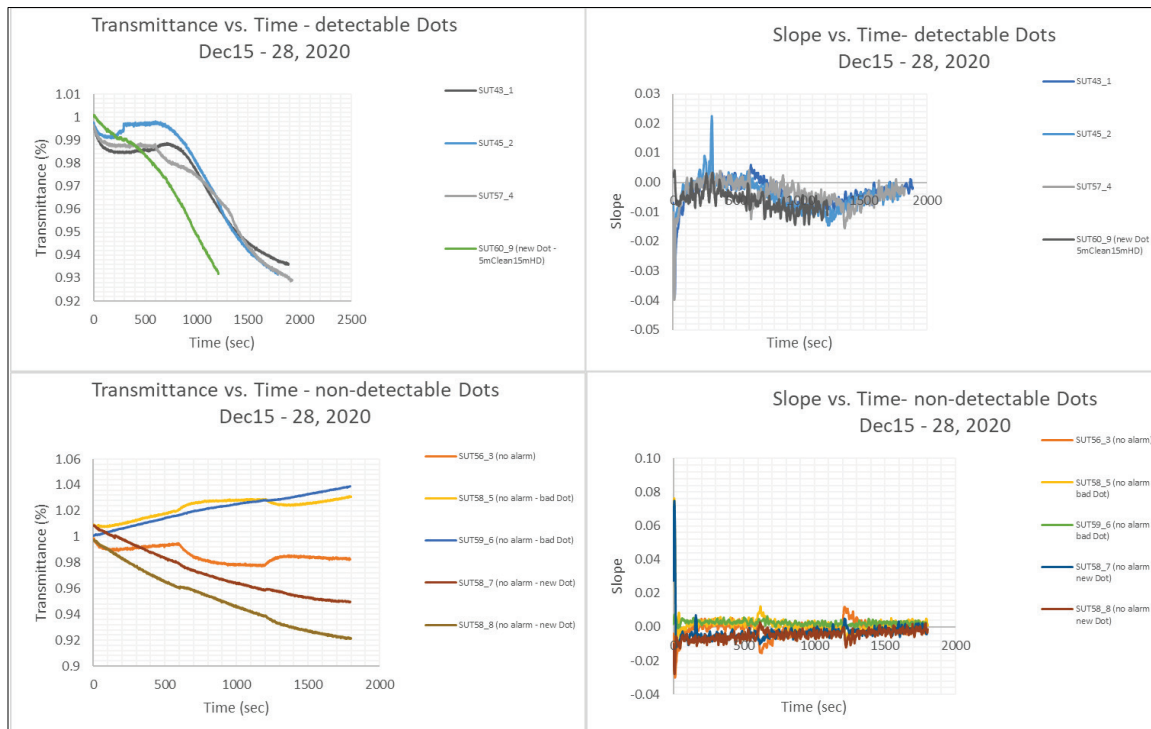 Transmittance vs. Time - detectable Dots
Dec15 - 28, 2020
1.01
1
0.99
0.98
0.97
0.96
0.95
0.94
0.93
0.92
0
500
1000
1500
2000
2500
Transmittance (%)
Time (sec)
SUT43_1
SUT45_2
SUT57_4
SUT60_9 (new Dot -
5mClean15mHD)
Slope vs. Time- detectable Dots
Dec15 - 28, 2020
0.03
0.02
0.01
0.00
-0.01
-0.02
-0.03
-0.04
-0.05
0
500
1000
1500
2000
Slope
Time (sec)
SUT43_1
SUT45_2
SUT57_4
SUT60_9 (new Dot
5mClean15mHD)
Transmittance vs. Time - non-detectable Dots
Dec15 - 28, 2020
1.06
1.04
1.02
1
0.98
0.96
0.94
0.92
0.9
0
500
1000
1500
2000
Transmittance (%)
Time (sec)
SUT56_3 (no alarm)
SUT58_5 (no alarm - bad Dot)
SUT59_6 (no alarm - bad Dot)
SUT58_7 (no alarm - new Dot)
SUT58_8 (no alarm - new Dot)
Slope vs. Time- non-detectable Dots
Dec15 - 28, 2020
0.10
0.08
0.06
0.04
0.02
0.00
-0.02
-0.04
0
500
1000
1500
2000
Slope
Time (sec)
SUT56_3 (no alarm)
SUT58_5 (no alarm
bad Dot)
SUT59_6 (no alarm
bad Dot)
SUT58_7 (no alarm
new Dot)
SUT58_8 (no alarm
new Dot)